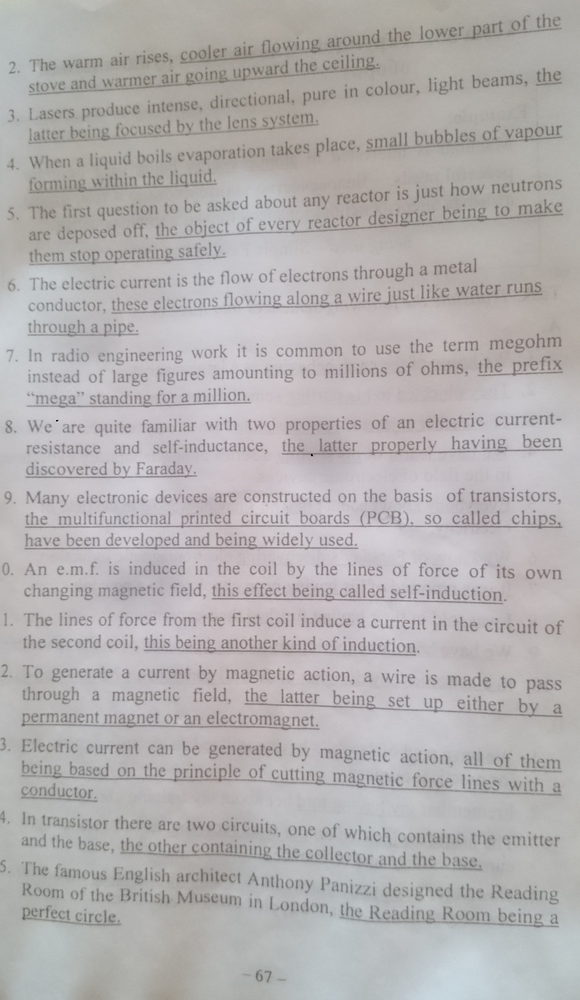 2. The warm air rises, cooler air flowing around the lower part of the
stove and warmer air going upward the ceiling.
3. Lasers produce intense, directional, pure in colour, light beams, the
latter being focused by the lens system.
4. When a liquid boils evaporation takes place, small bubbles of vapour
forming within the liquid.
5. The first question to be asked about any reactor is just how neutrons
are deposed off, the object of every reactor designer being to make
them stop operating safely.
6. The electric current is the flow of electrons through a metal
conductor, these electrons flowing along a wire just like water runs
through a pipe.
7. In radio engineering work it is common to use the term megohm
instead of large figures amounting to millions of ohms, the prefix
“mega” standing for a million.
8. We are quite familiar with two properties of an electric current-
resistance and self-inductance, the latter properly having been
discovered by Faraday.
9. Many electronic devices are constructed on the basis of transistors,
the multifunctional printed circuit boards (PCB), so called chips,
have been developed and being widely used.
0. An e.m.f. is induced in the coil by the lines of force of its own
changing magnetic field, this effect being called self-induction.
1. The lines of force from the first coil induce a current in the circuit of
the second coil, this being another kind of induction.
2. To generate a current by magnetic action, a wire is made to pass
through a magnetic field, the latter being set up either by a
permanent magnet or an electromagnet.
3. Electric current can be generated by magnetic action, all of them
being based on the principle of cutting magnetic force lines with a
conductor.
4. In transistor there are two circuits, one of which contains the emitter
and the base, the other containing the collector and the base.
5. The famous English architect Anthony Panizzi designed the Reading
Room of the British Museum in London, the Reading Room being a
perfect circle.
– 67 –